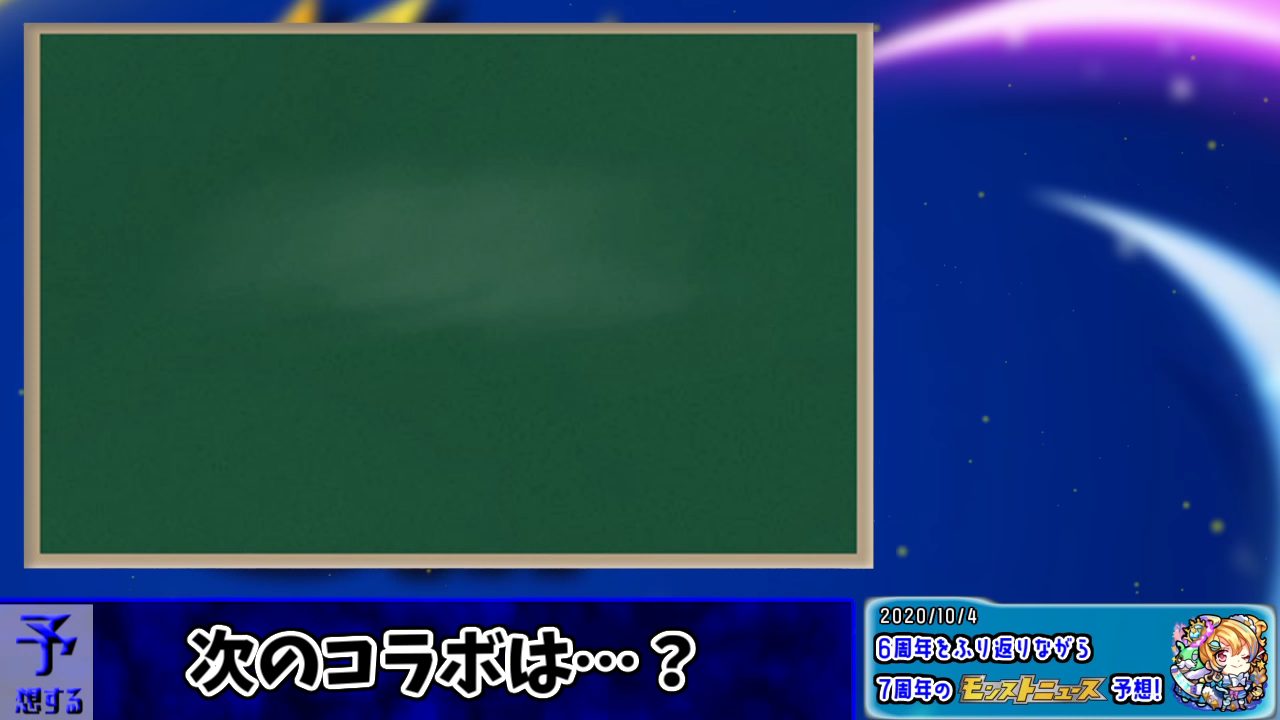 予
想する
次のコラボは…？
2020/10/4
6周年をふり返りながら
7周年のモンストニュース予想!